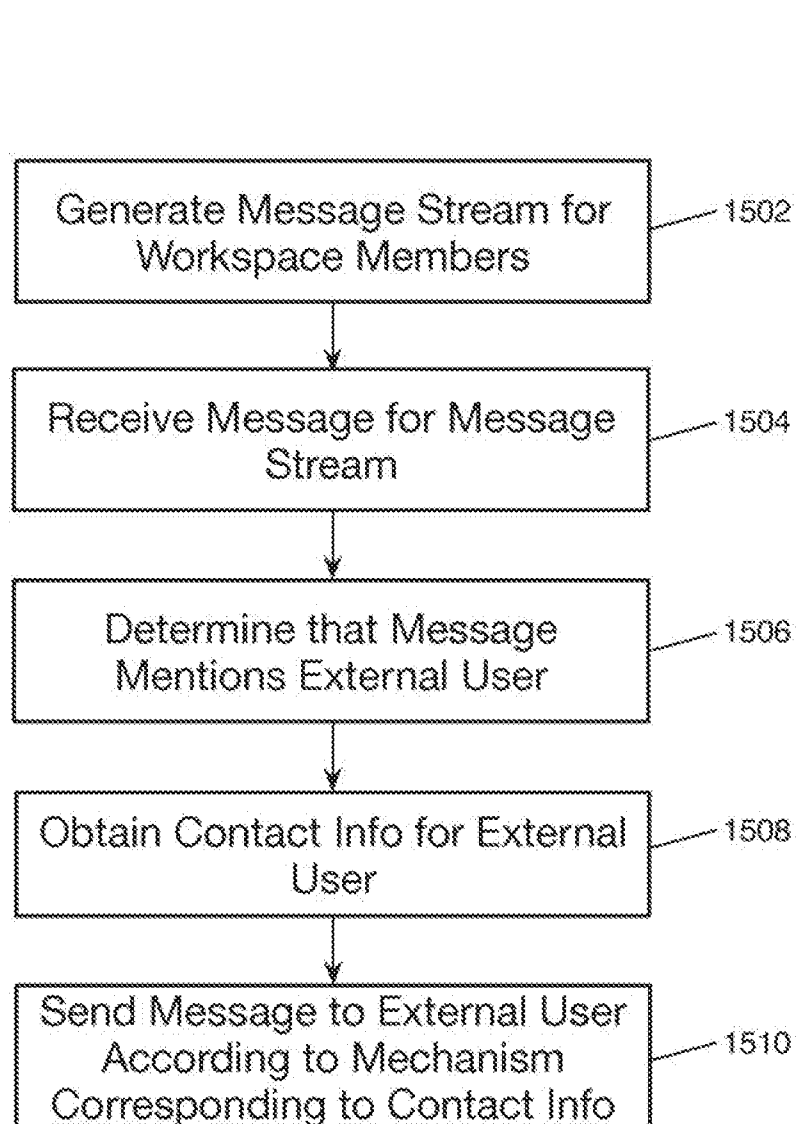 Generate Message Stream for
Workspace Members
1502
Receive Message for Message
Stream
1504
Determine that Message
Mentions External User
1506
Obtain Contact Info for External
User
1508
Send Message to External User
According to Mechanism
Corresponding to Contact Info
1510